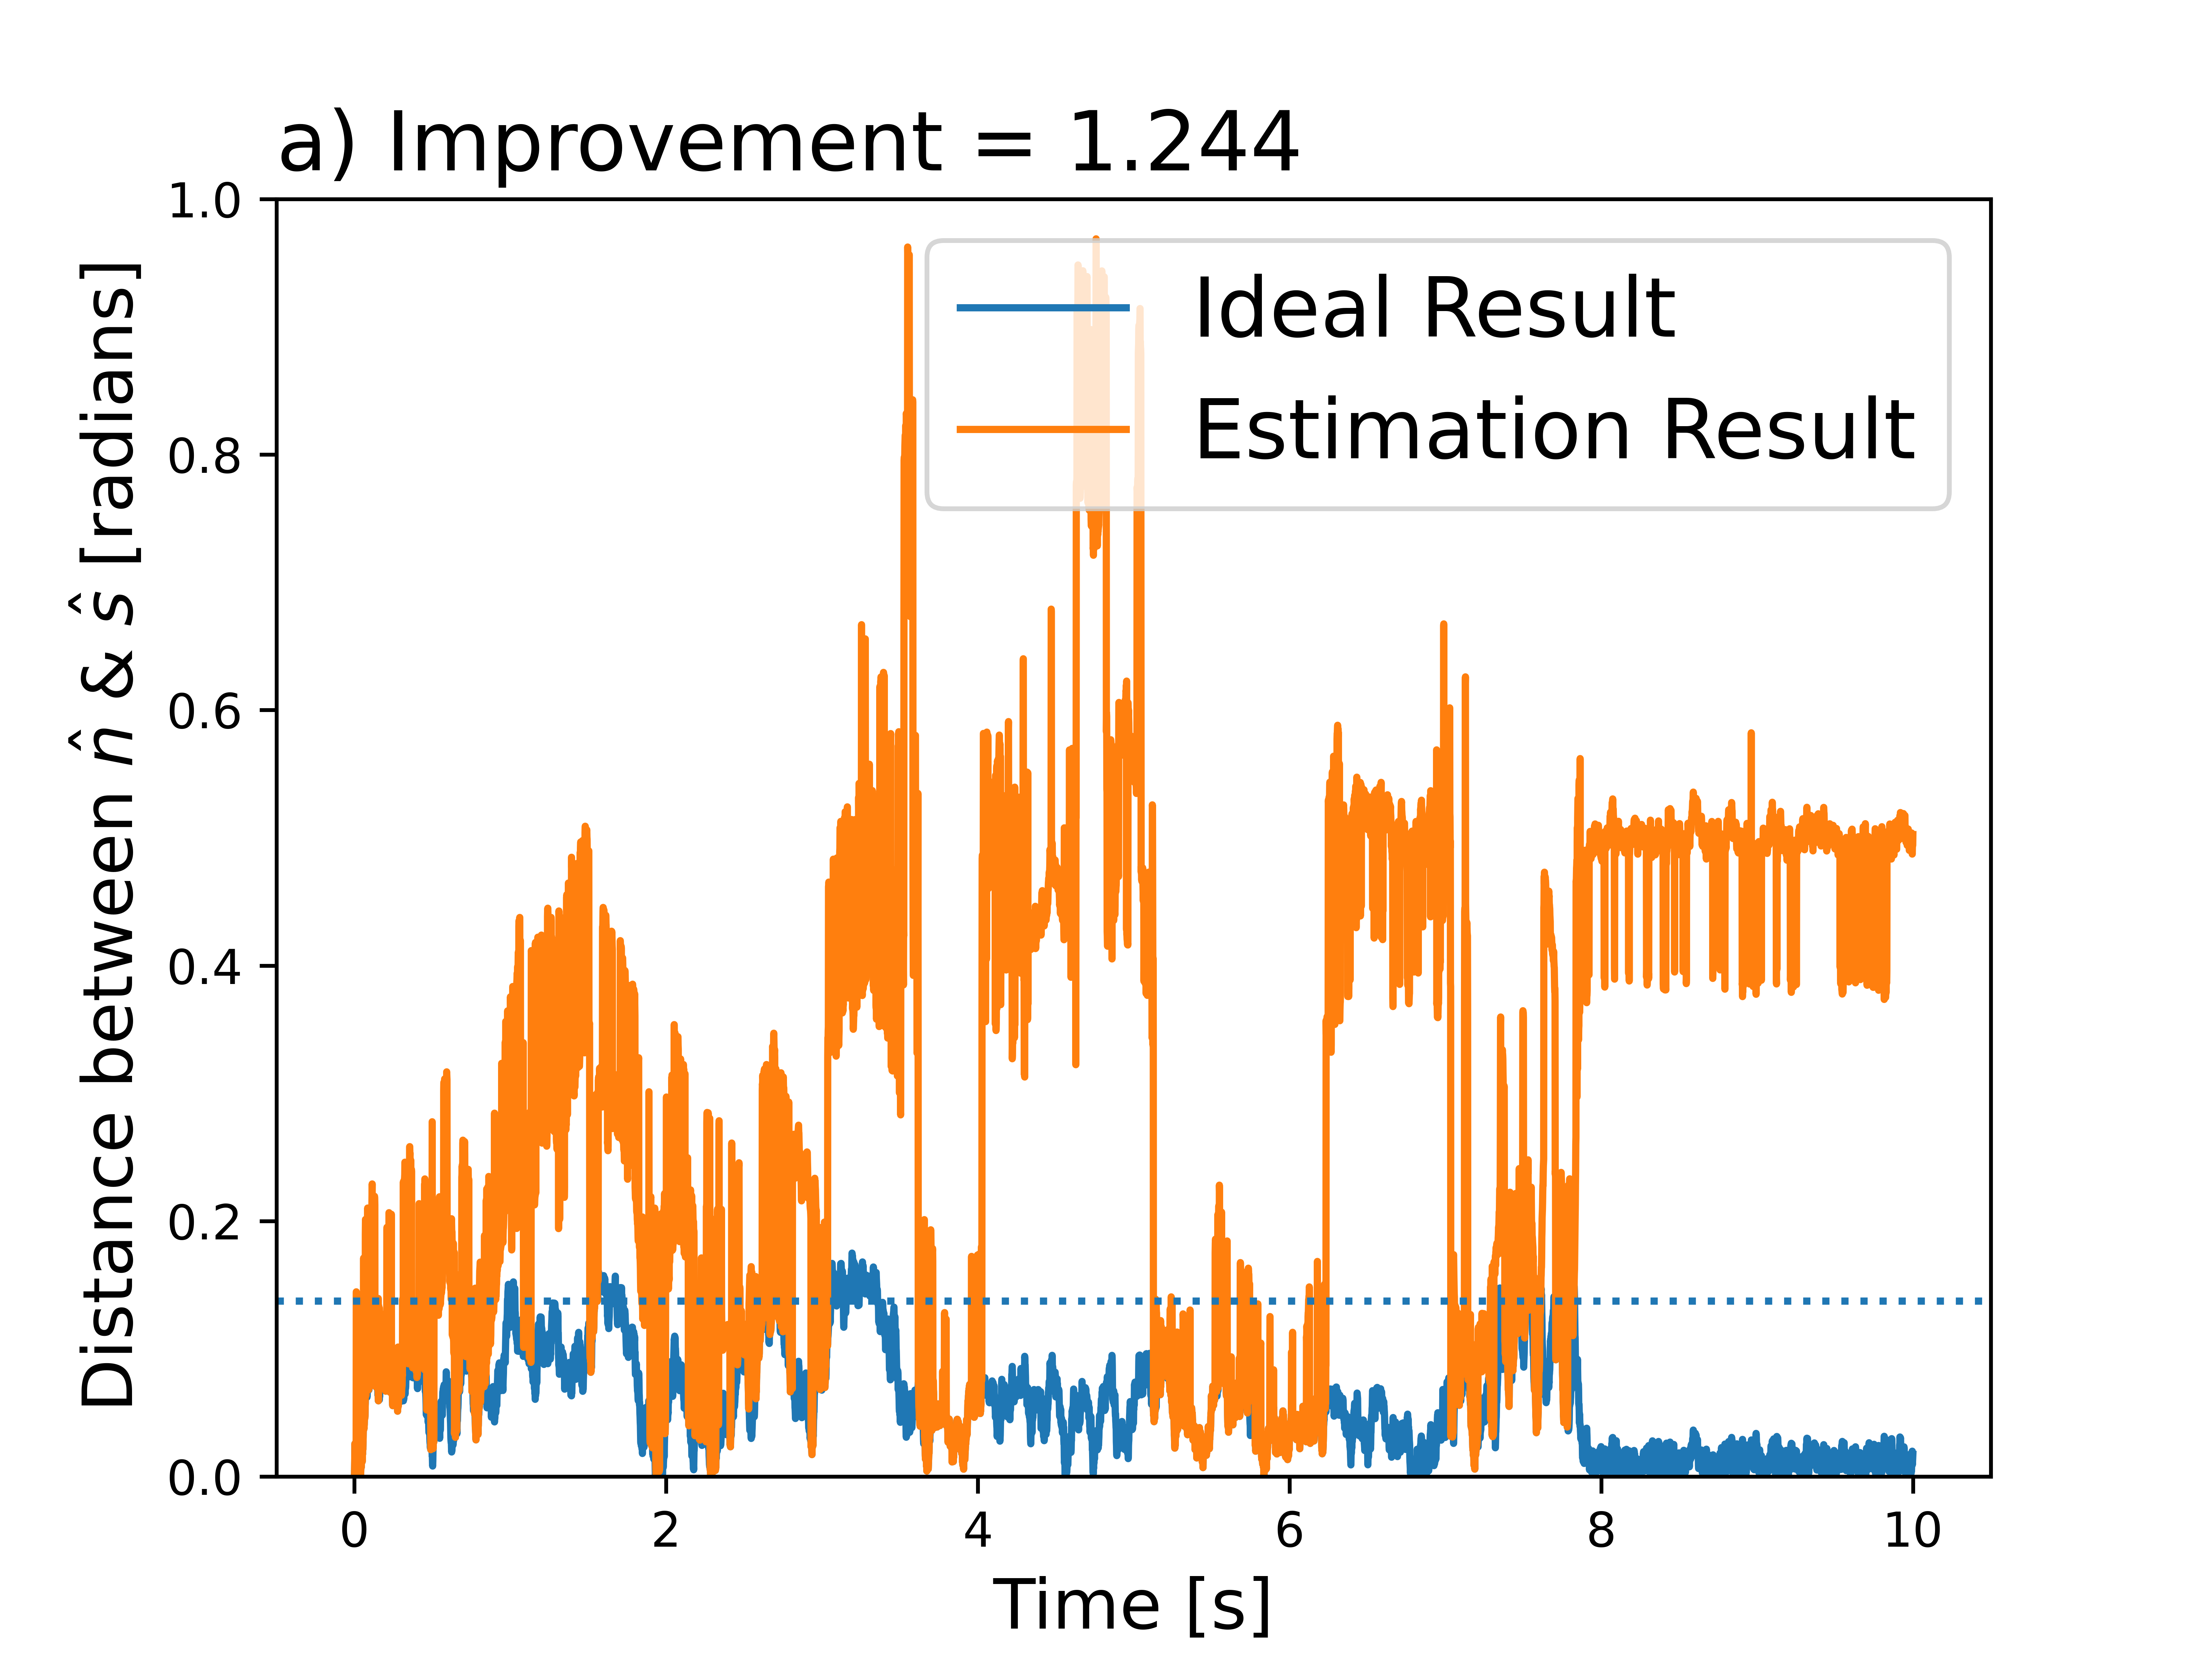 a) Improvement = 1.244
Distance between n̂ & ŝ [radians]
1.0
0.8
0.6
0.4
0.2
0.0
Ideal Result
Estimation Result
0 2 4 6 8 10
Time [s]